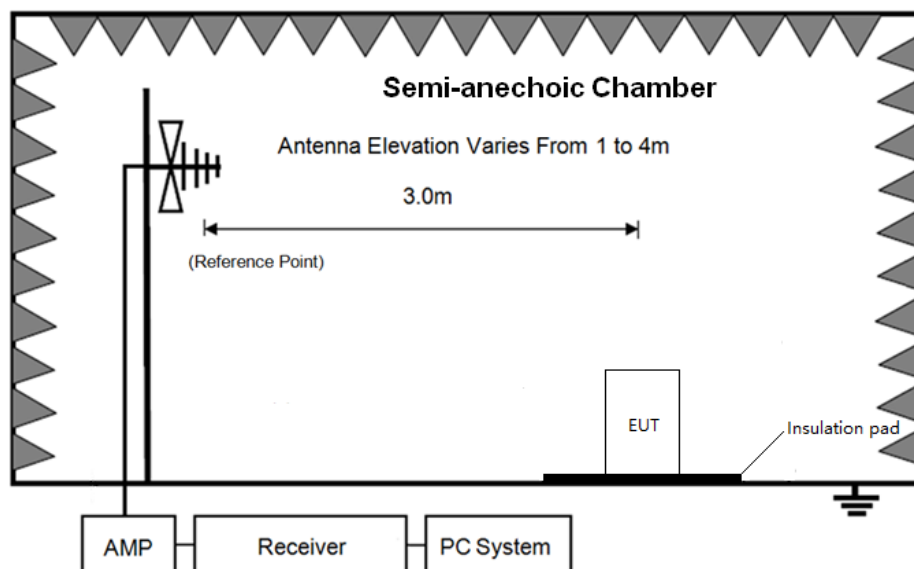 Semi-anechoic Chamber
Antenna Elevation Varies From 1 to 4m
3.0m
(Reference Point)
EUT
Insulation pad
AMP
Receiver
PC System